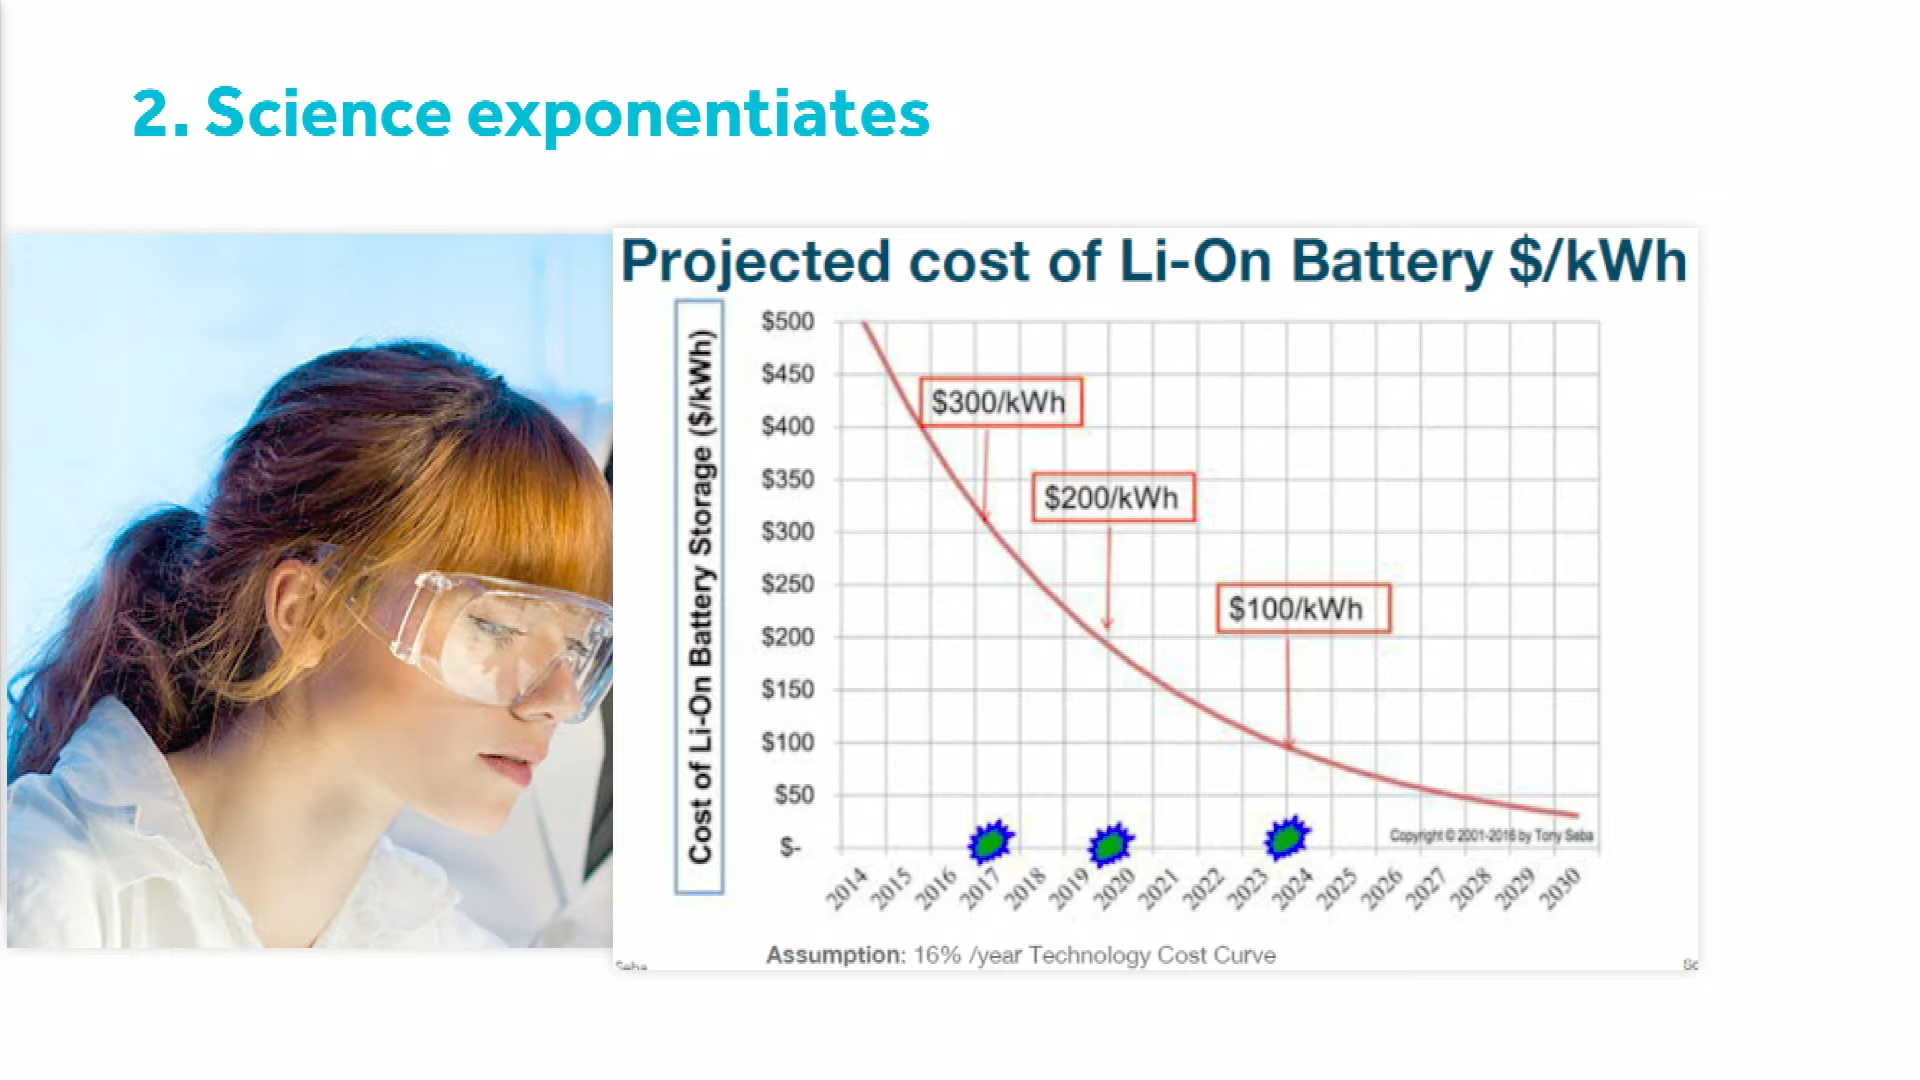 2. Science exponentiates
Projected cost of Li-On Battery $/kWh
Cost of Li-On Battery Storage ($/kWh)
$500
$450
$400
$350
$300
$250
$200
$150
$100
$50
$-
$300/kWh
$200/kWh
$100/kWh
Copyright © 2001-2016 by Tony Seba
2014 2015 2016 2017 2018 2019 2020 2021 2022 2023 2024 2025 2026 2027 2028 2029 2030
Assumption: 16% /year Technology Cost Curve
Seba